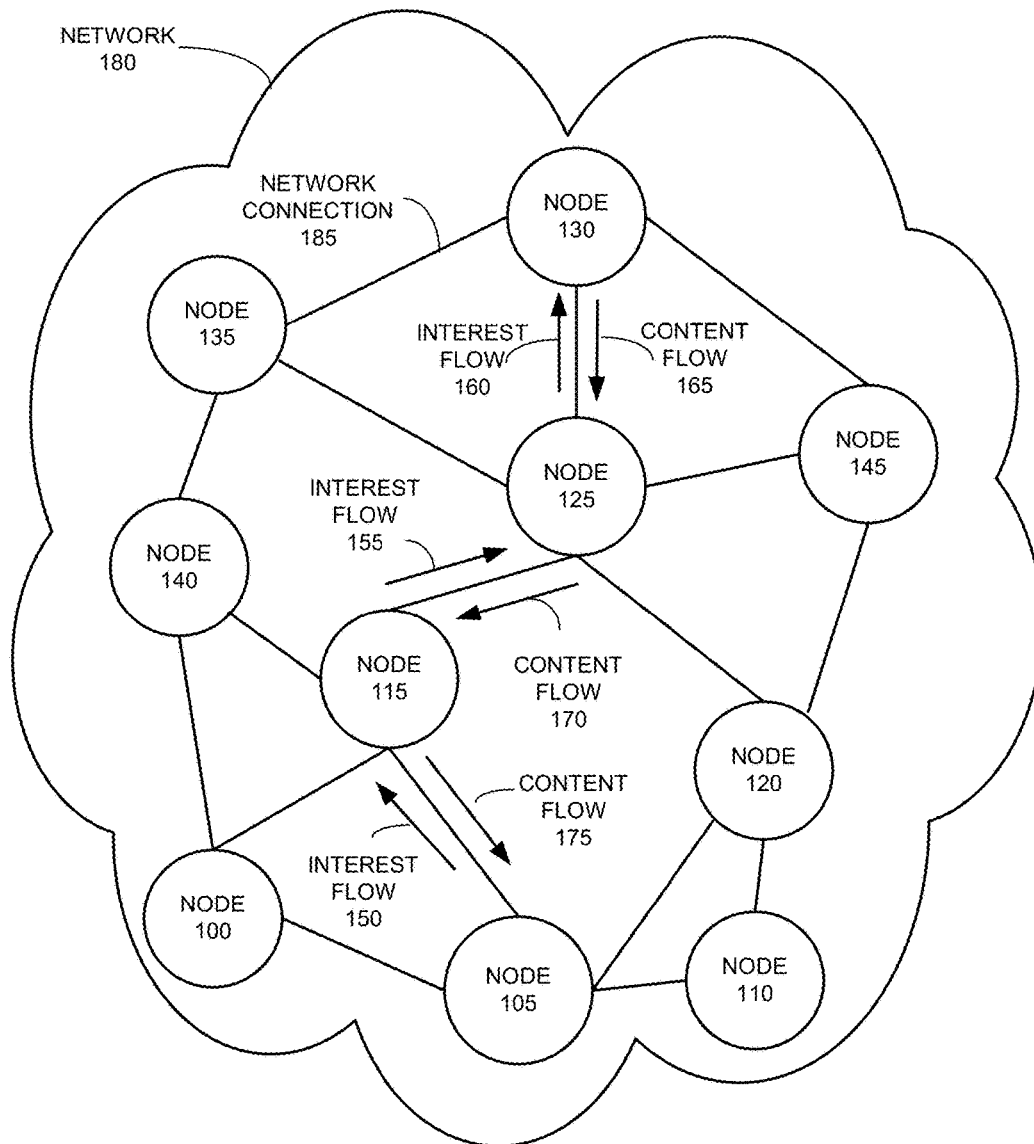 NETWORK
180
NETWORK
CONNECTION
185
NODE
130
NODE
135
INTEREST
FLOW
160
CONTENT
FLOW
165
NODE
145
NODE
125
INTEREST
FLOW
155
NODE
140
NODE
115
CONTENT
FLOW
170
NODE
120
CONTENT
FLOW
175
INTEREST
FLOW
150
NODE
100
NODE
105
NODE
110